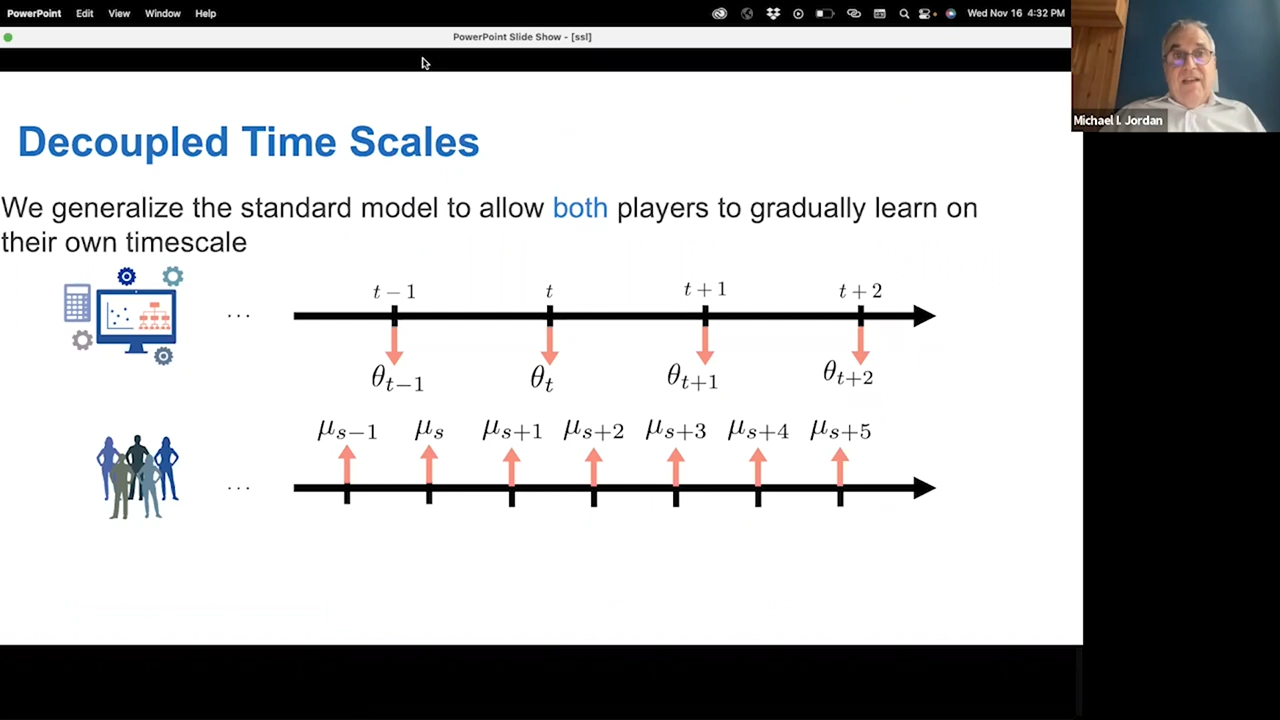 PowerPoint Edit View Window Help Wed Nov 16 4:32 PM
PowerPoint Slide Show - [ssl]
Michael I. Jordan
Decoupled Time Scales
We generalize the standard model to allow both players to gradually learn on
their own timescale
t − 1 t t + 1 t + 2
...
θt−1 θt θt+1 θt+2
μs−1 μs μs+1 μs+2 μs+3 μs+4 μs+5
...